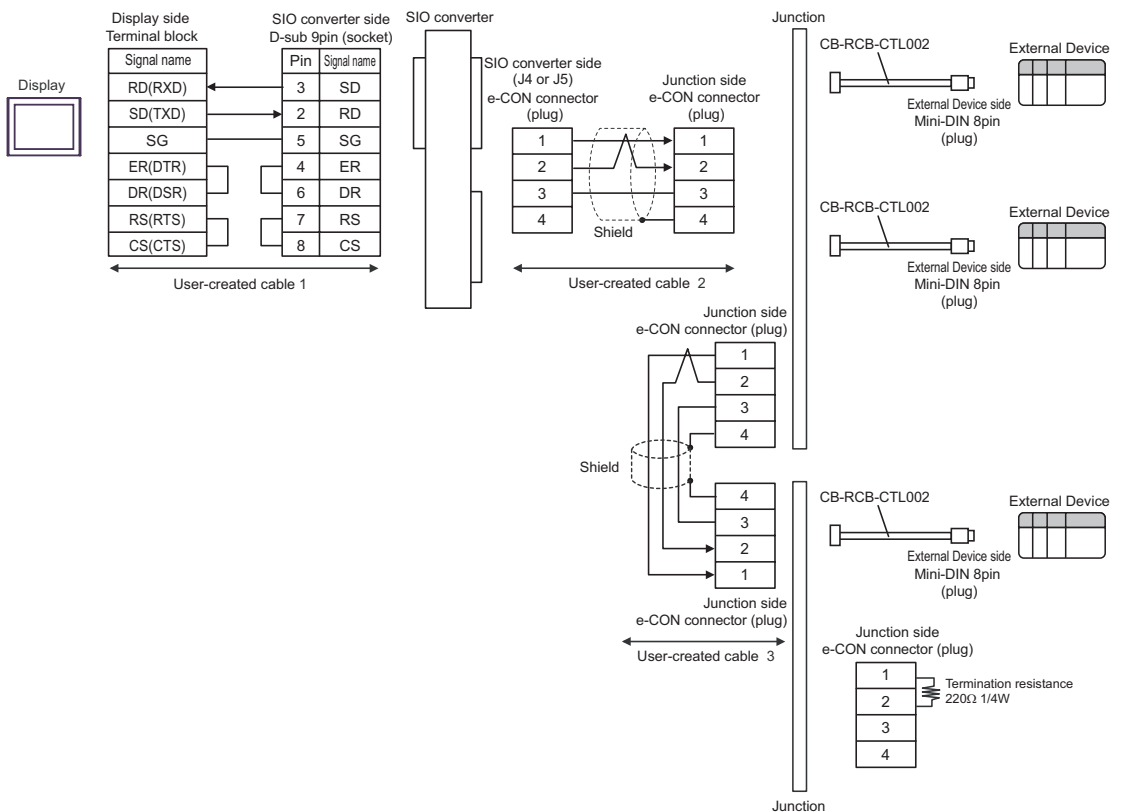 Display
Display side
Terminal block
Signal name
RD(RXD)
SD(TXD)
SG
ER(DTR)
DR(DSR)
RS(RTS)
CS(CTS)
SIO converter side
D-sub 9pin (socket)
Pin Signal name
3 SD
2 RD
5 SG
4 ER
6 DR
7 RS
8 CS
User-created cable 1
SIO converter
SIO converter side
(J4 or J5)
e-CON connector
(plug)
1
2
3
4
Shield
Junction side
e-CON connector
(plug)
1
2
3
4
User-created cable 2
Junction
CB-RCB-CTL002
External Device side
Mini-DIN 8pin
(plug)
External Device
CB-RCB-CTL002
External Device side
Mini-DIN 8pin
(plug)
External Device
Junction side
e-CON connector (plug)
1
2
3
4
Shield
4
3
2
1
Junction side
e-CON connector (plug)
User-created cable 3
CB-RCB-CTL002
External Device side
Mini-DIN 8pin
(plug)
External Device
Junction side
e-CON connector (plug)
1
2
3
4
Termination resistance
220Ω 1/4W
Junction